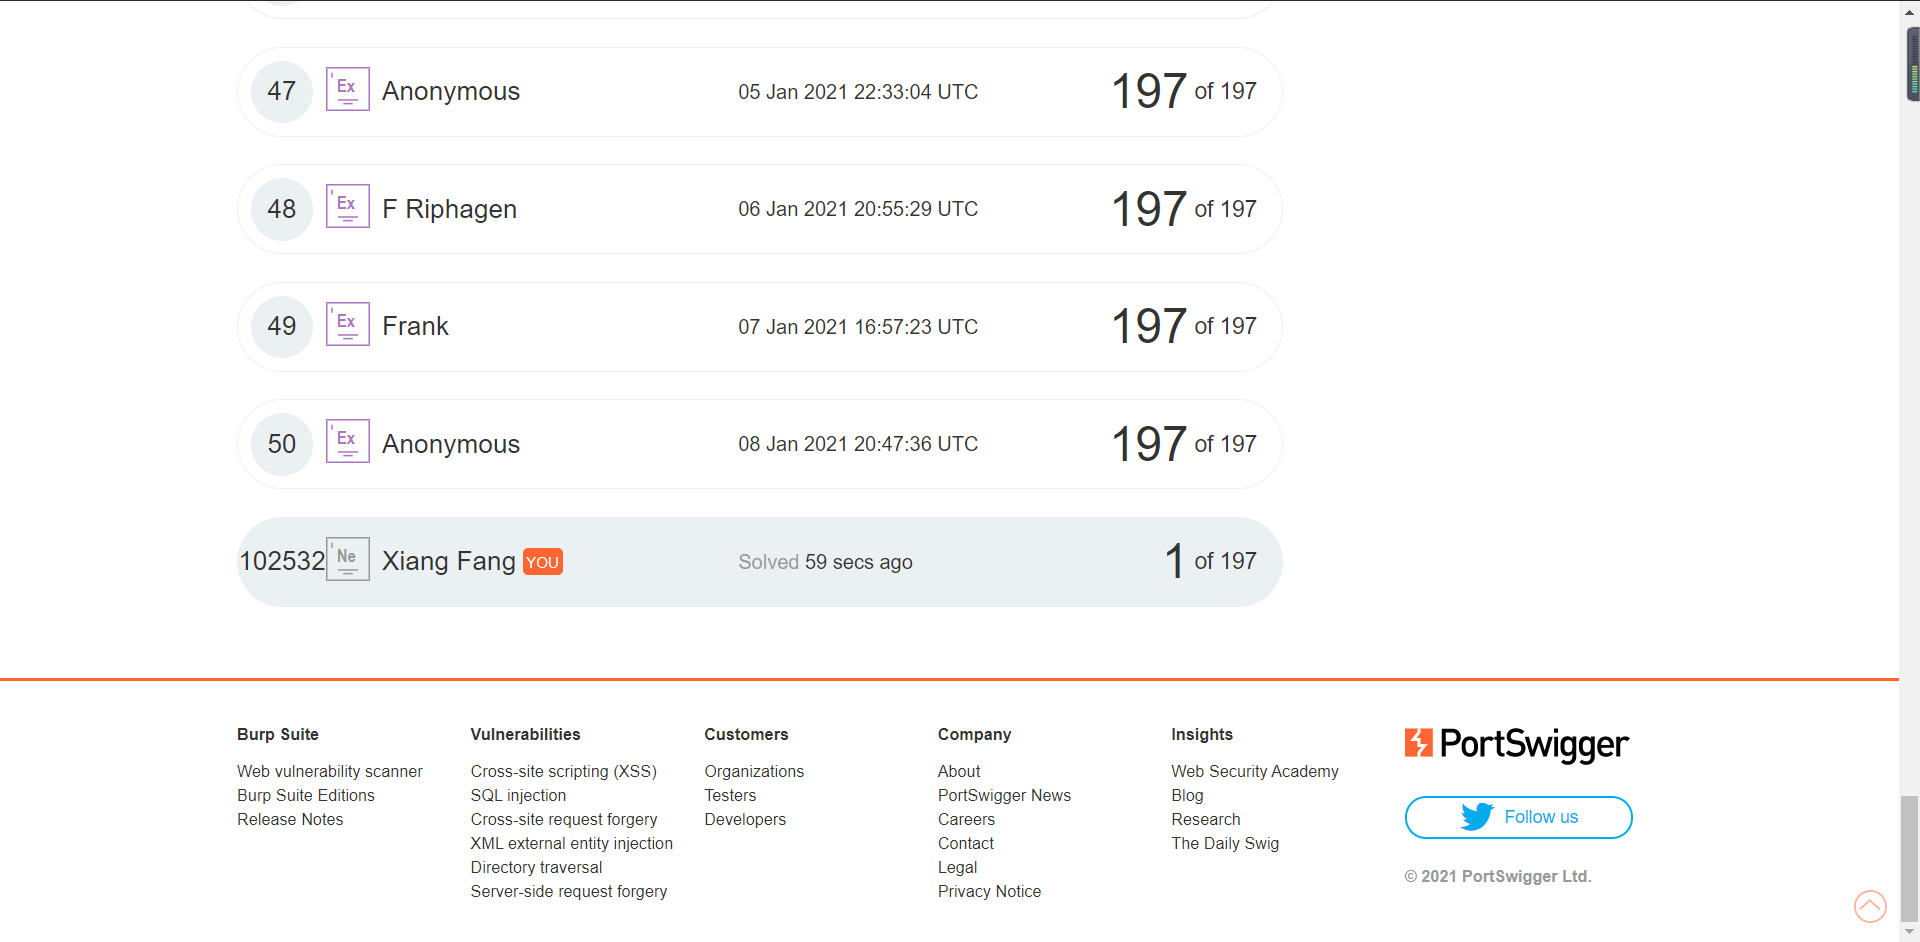 47 Ex Anonymous 05 Jan 2021 22:33:04 UTC 197 of 197
48 Ex F Riphagen 06 Jan 2021 20:55:29 UTC 197 of 197
49 Ex Frank 07 Jan 2021 16:57:23 UTC 197 of 197
50 Ex Anonymous 08 Jan 2021 20:47:36 UTC 197 of 197
102532 Ne Xiang Fang YOU Solved 59 secs ago 1 of 197
Burp Suite
Web vulnerability scanner
Burp Suite Editions
Release Notes
Vulnerabilities
Cross-site scripting (XSS)
SQL injection
Cross-site request forgery
XML external entity injection
Directory traversal
Server-side request forgery
Customers
Organizations
Testers
Developers
Company
About
PortSwigger News
Careers
Contact
Legal
Privacy Notice
Insights
Web Security Academy
Blog
Research
The Daily Swig
PortSwigger
Follow us
© 2021 PortSwigger Ltd.